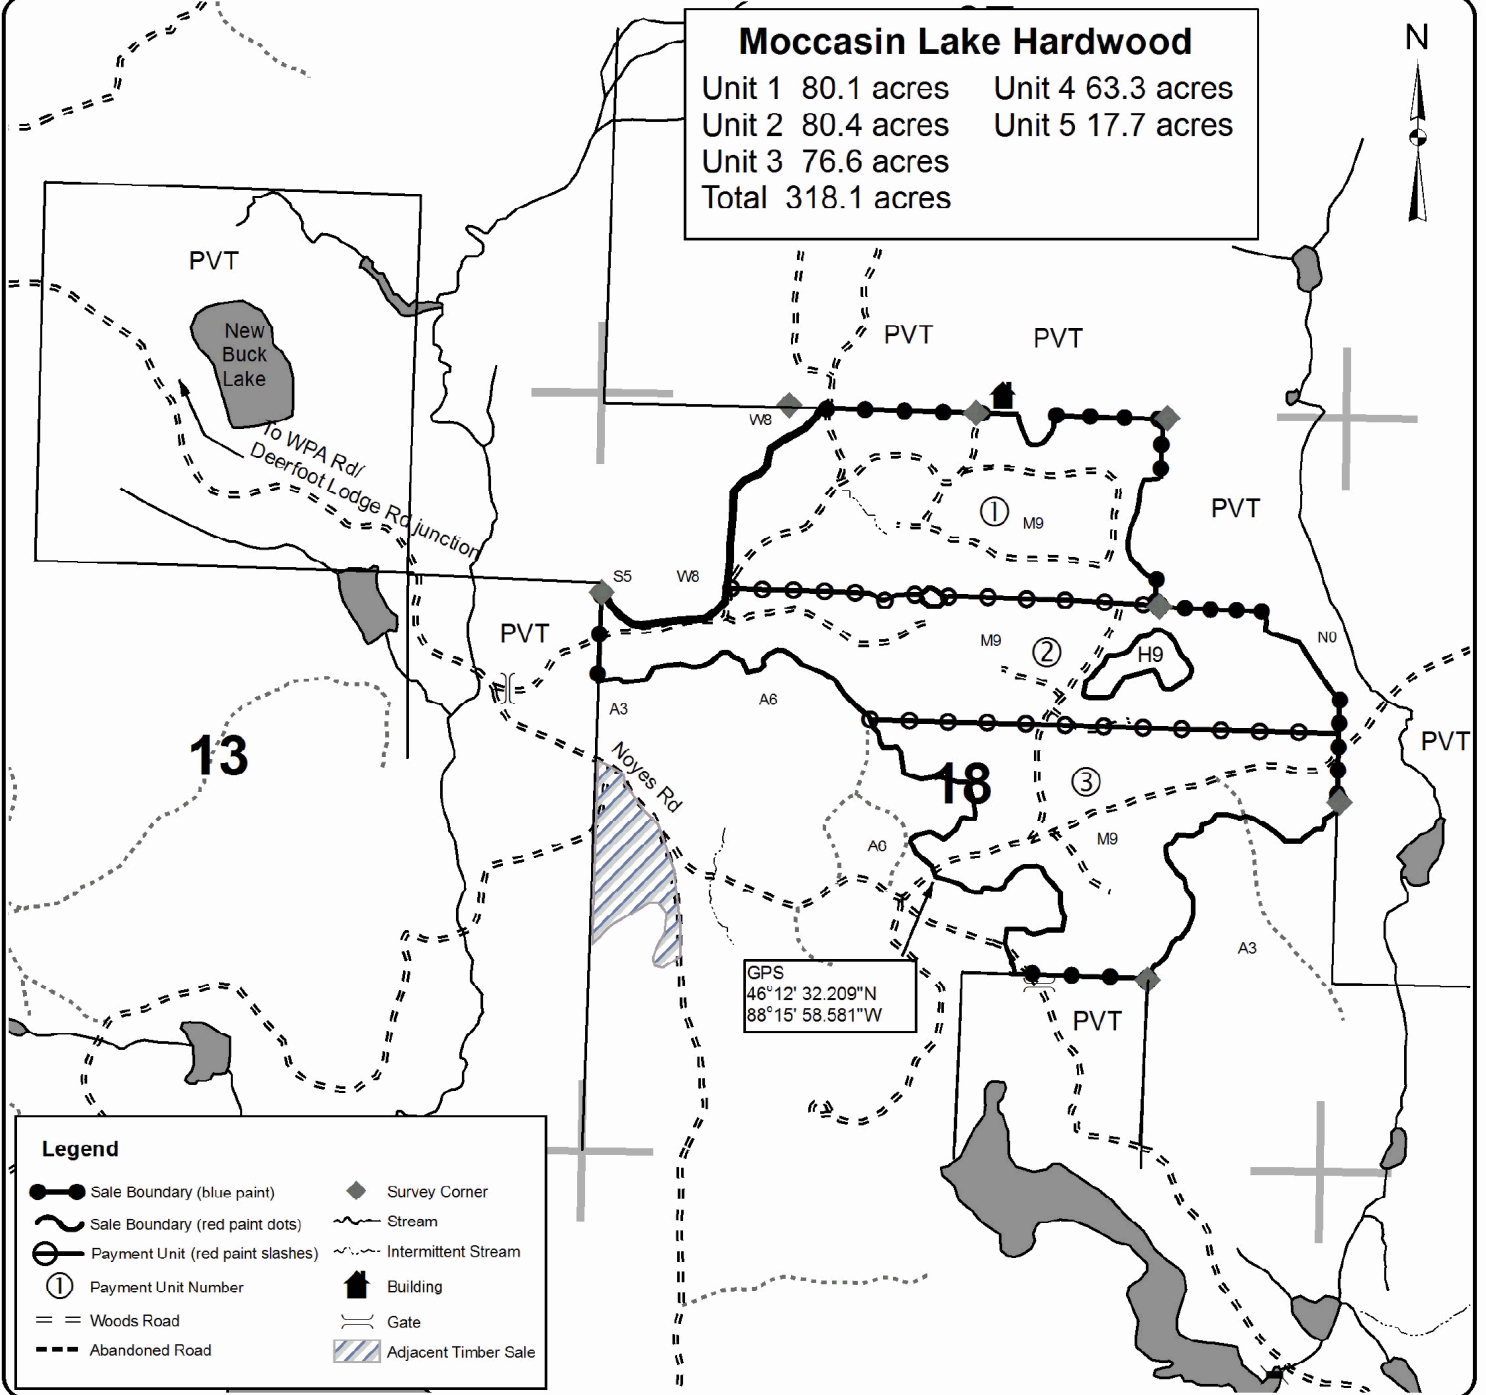 Moccasin Lake Hardwood
Unit 1 80.1 acres Unit 4 63.3 acres
Unit 2 80.4 acres Unit 5 17.7 acres
Unit 3 76.6 acres
Total 318.1 acres
N
PVT
New
Buck
Lake
To WPA Rd/
Deerfoot Lodge Rd junction
PVT
PVT
W8
1
M9
PVT
S5
W8
PVT
M9
2
H9
N0
A3
A6
PVT
13
Noyes Rd
18
3
M9
A0
A3
GPS
46°12' 32.209"N
88°15' 58.581"W
PVT
Legend
Sale Boundary (blue paint)
Sale Boundary (red paint dots)
Payment Unit (red paint slashes)
1 Payment Unit Number
Woods Road
Abandoned Road
Survey Corner
Stream
Intermittent Stream
Building
Gate
Adjacent Timber Sale